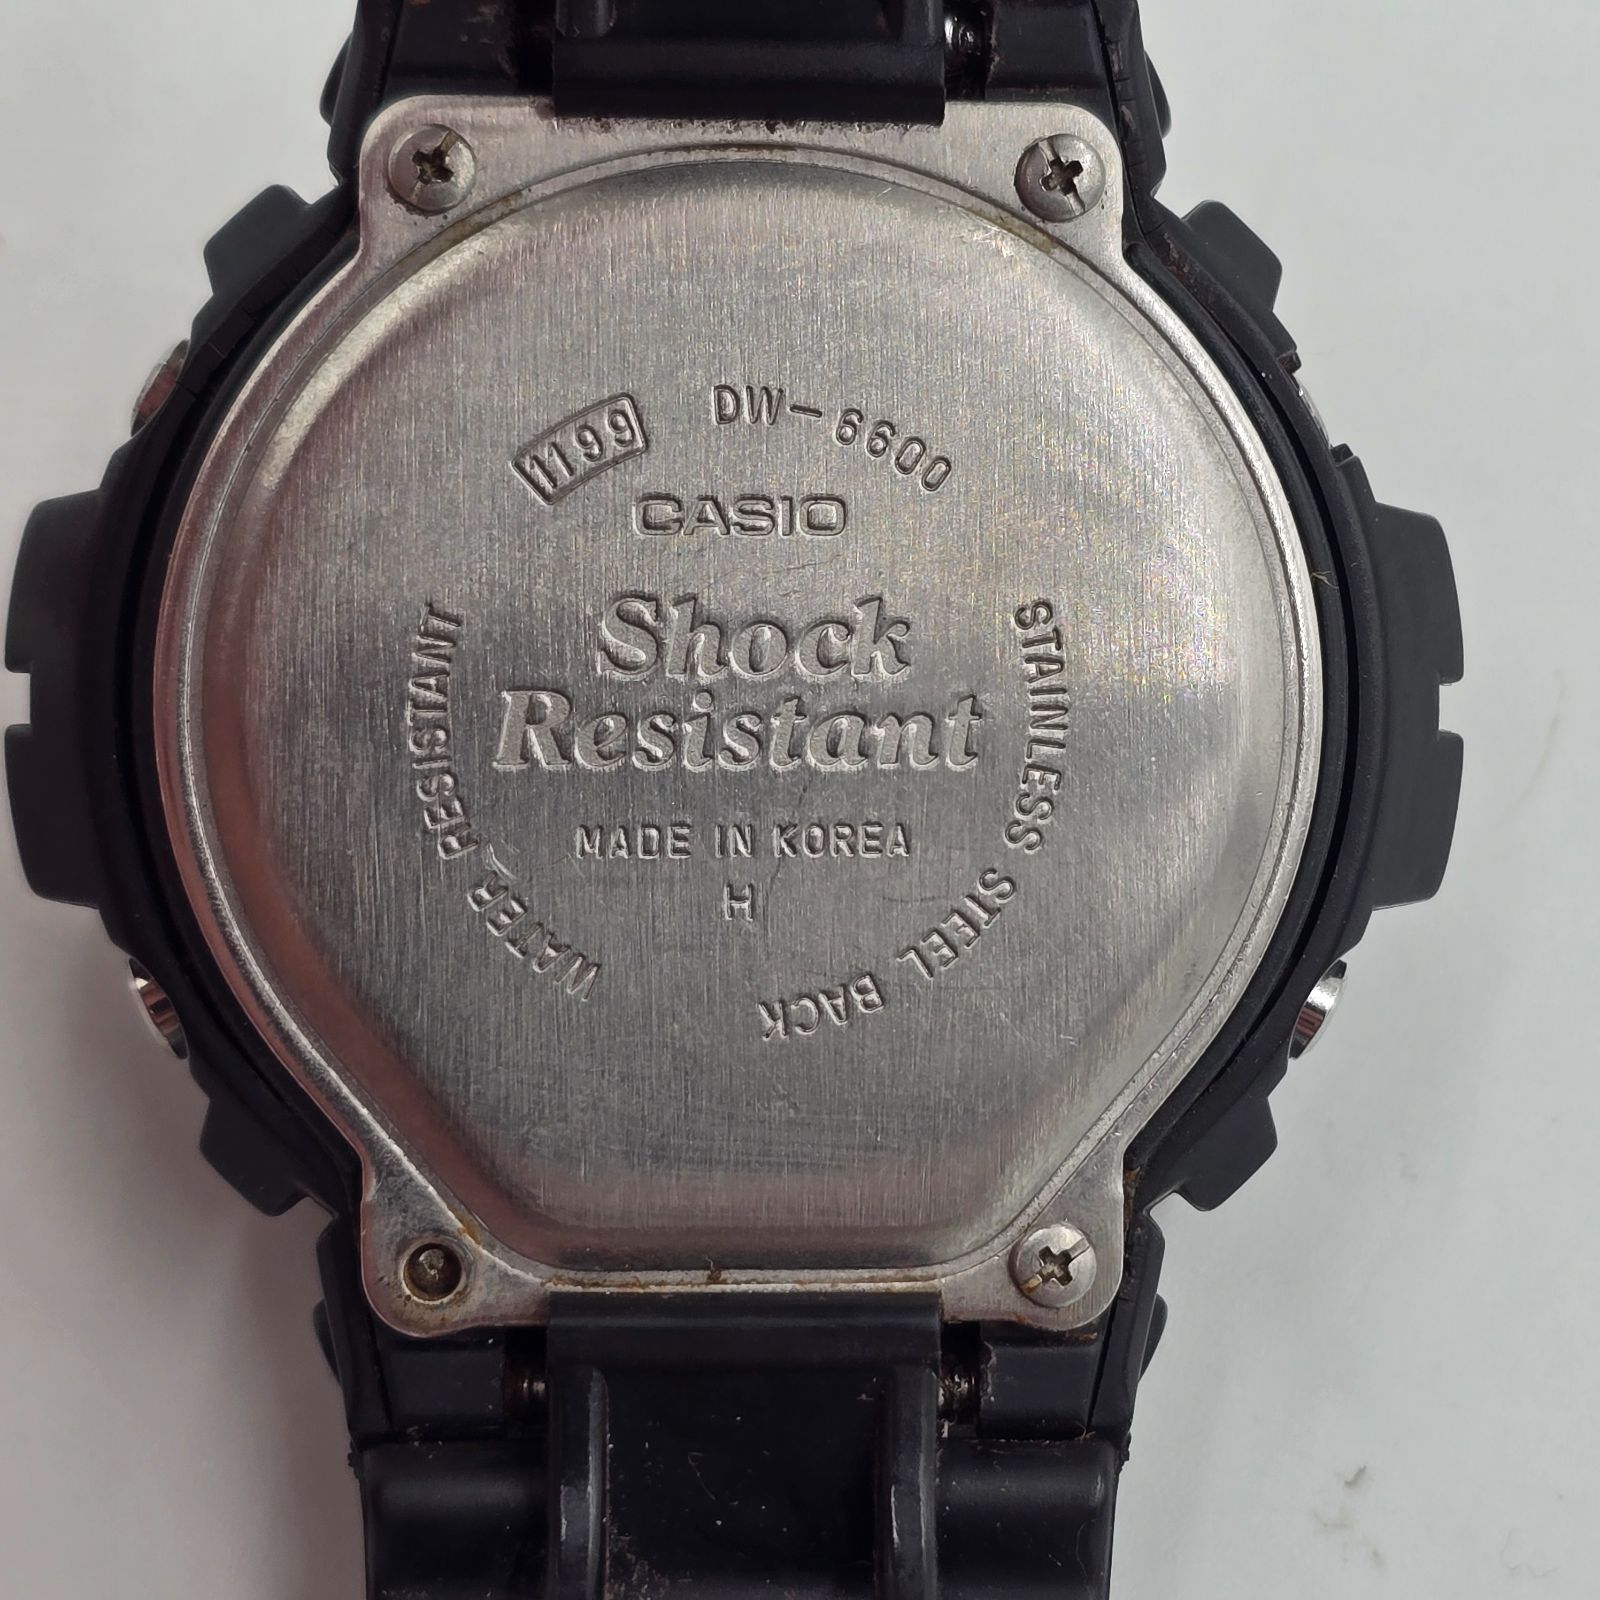 1199
DW-6600
CASIO
Shock
Resistant
MADE IN KOREA
H
WATER RESISTANT
STAINLESS STEEL BACK